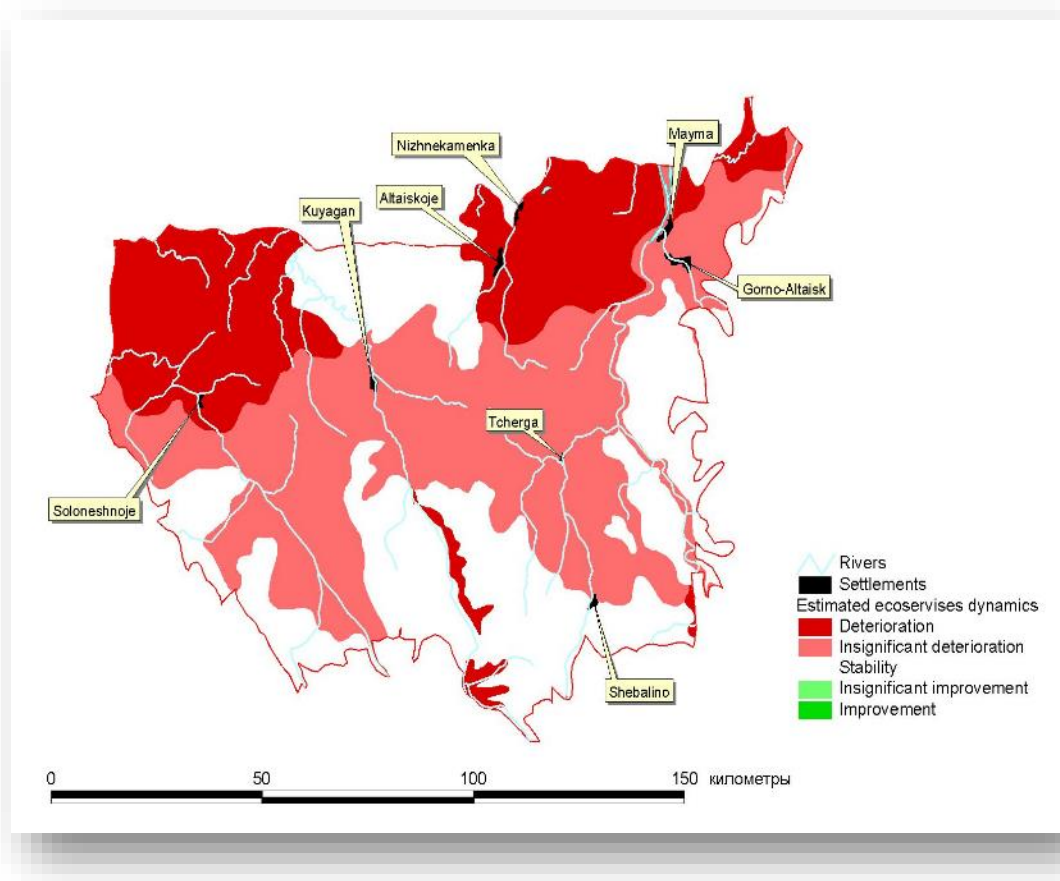 Mayma
Nizhnekamenka
Altaiskoje
Kuyagan
Gorno-Altaisk
Tcherga
Soloneshnoje
Shebalino
Rivers
Settlements
Estimated ecoservises dynamics
Deterioration
Insignificant deterioration
Stability
Insignificant improvement
Improvement
0 50 100 150 километры